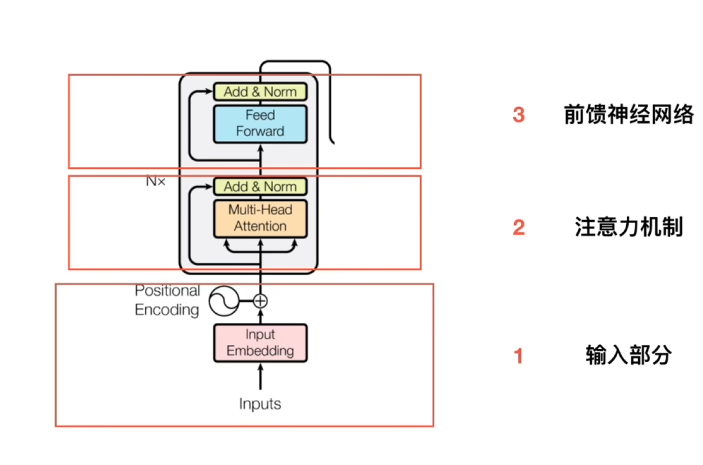 Add & Norm
Feed
Forward
3 前馈神经网络
N×
Add & Norm
Multi-Head
Attention
2 注意力机制
Positional
Encoding
Input
Embedding
1 输入部分
Inputs